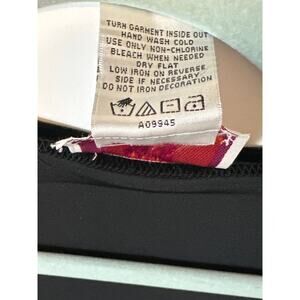 TURN GARMENT INSIDE OUT
HAND WASH COLD
USE ONLY NON-CHLORINE
BLEACH WHEN NEEDED
DRY FLAT
LOW IRON ON REVERSE
SIDE IF NECESSARY
DO NOT IRON DECORATION
A09945